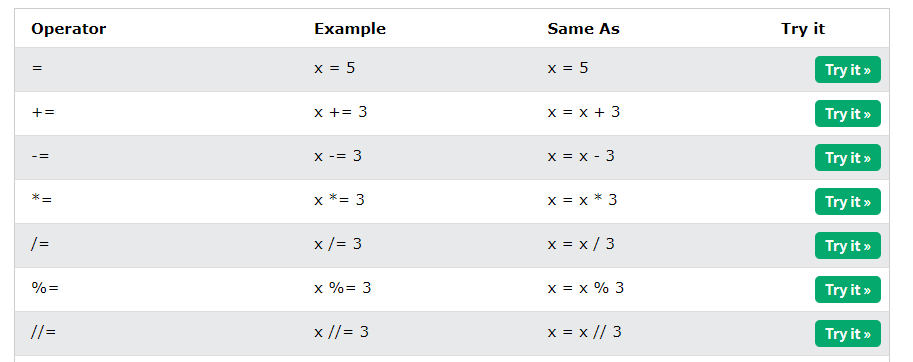 Operator Example Same As Try it
= x = 5 x = 5 Try it »
+= x += 3 x = x + 3 Try it »
-= x -= 3 x = x - 3 Try it »
*= x *= 3 x = x * 3 Try it »
/= x /= 3 x = x / 3 Try it »
%= x %= 3 x = x % 3 Try it »
//= x //= 3 x = x // 3 Try it »